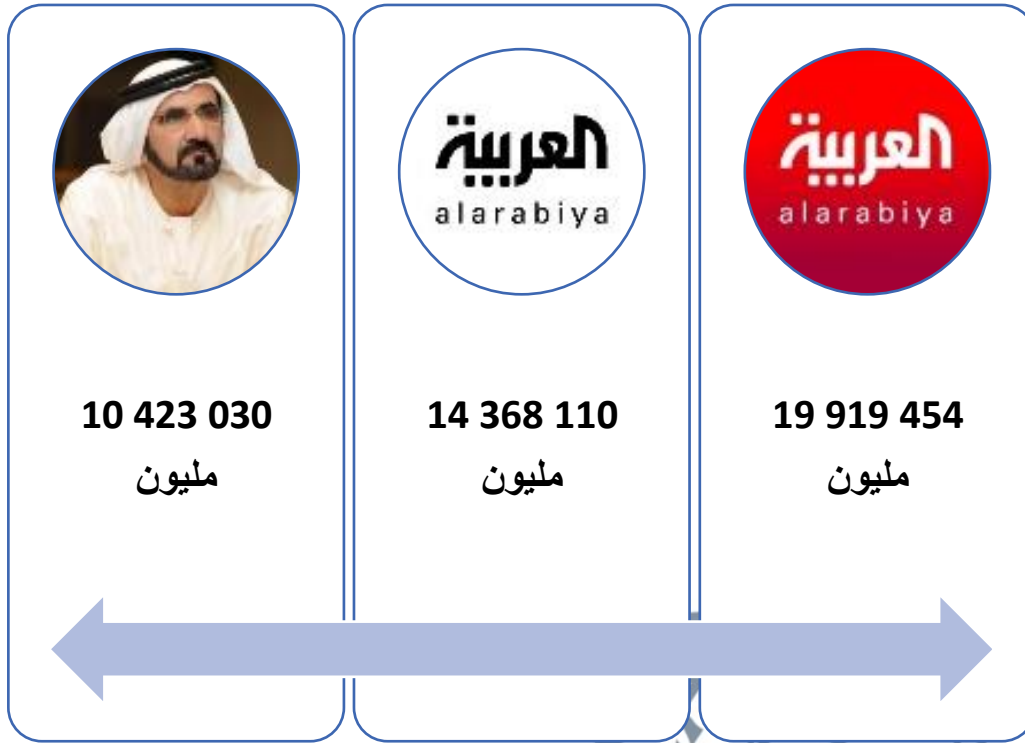 العربية
alarabiya
19 919 454
مليون
العربية
alarabiya
14 368 110
مليون
10 423 030
مليون